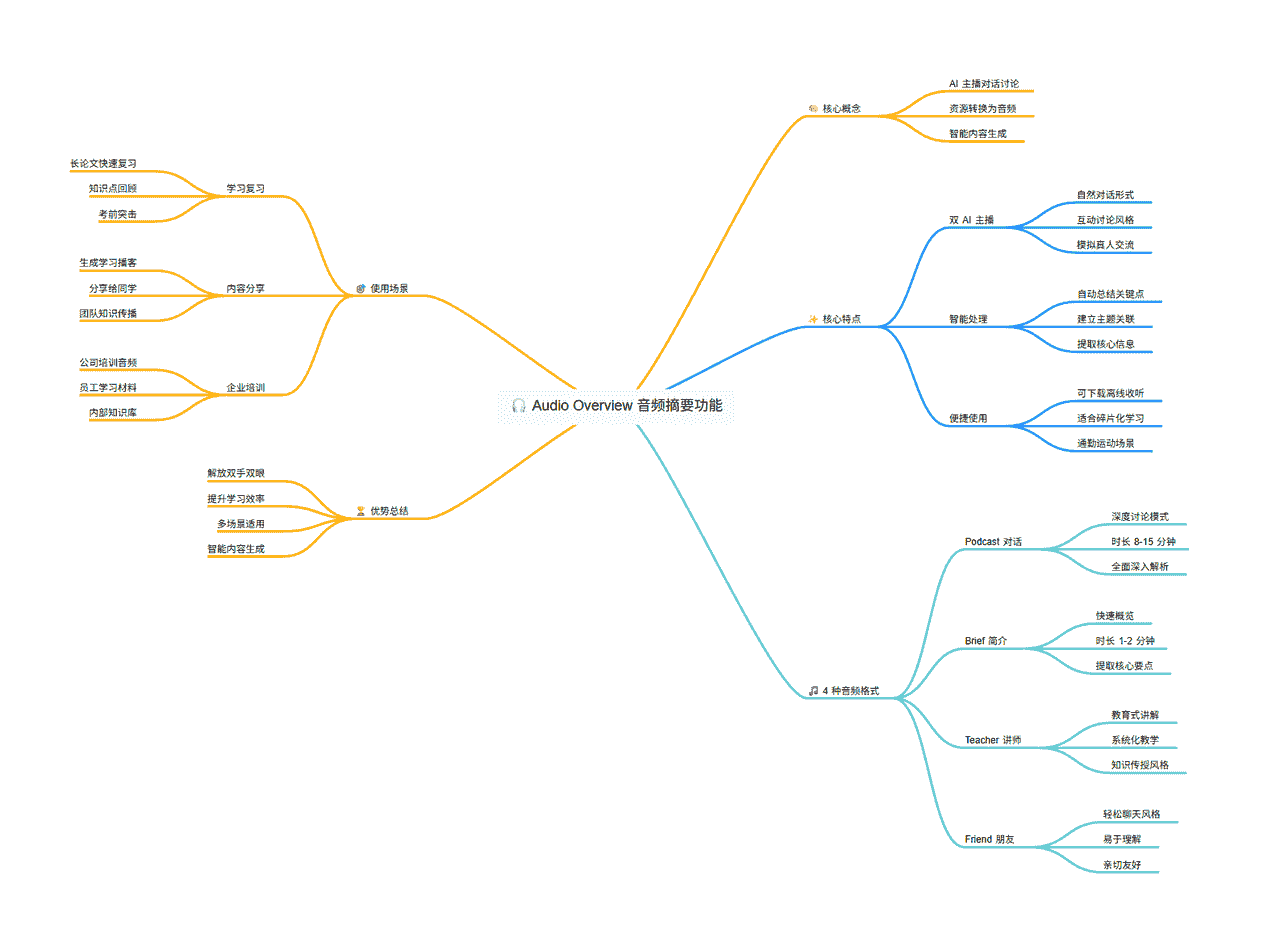 🎧 Audio Overview 音频摘要功能
核心概念
AI 主播对话讨论
资源转换为音频
智能内容生成
✨ 核心特点
双 AI 主播
自然对话形式
互动讨论风格
模拟真人交流
智能处理
自动总结关键点
建立主题关联
提取核心信息
便捷使用
可下载离线收听
适合碎片化学习
通勤运动场景
🎵 4 种音频格式
Podcast 对话
深度讨论模式
时长 8-15 分钟
全面深入解析
Brief 简介
快速概览
时长 1-2 分钟
提取核心要点
Teacher 讲师
教育式讲解
系统化教学
知识传授风格
Friend 朋友
轻松聊天风格
易于理解
亲切友好
🎯 使用场景
学习复习
长论文快速复习
知识点回顾
考前突击
内容分享
生成学习播客
分享给同学
团队知识传播
企业培训
公司培训音频
员工学习材料
内部知识库
🏆 优势总结
解放双手双眼
提升学习效率
多场景适用
智能内容生成